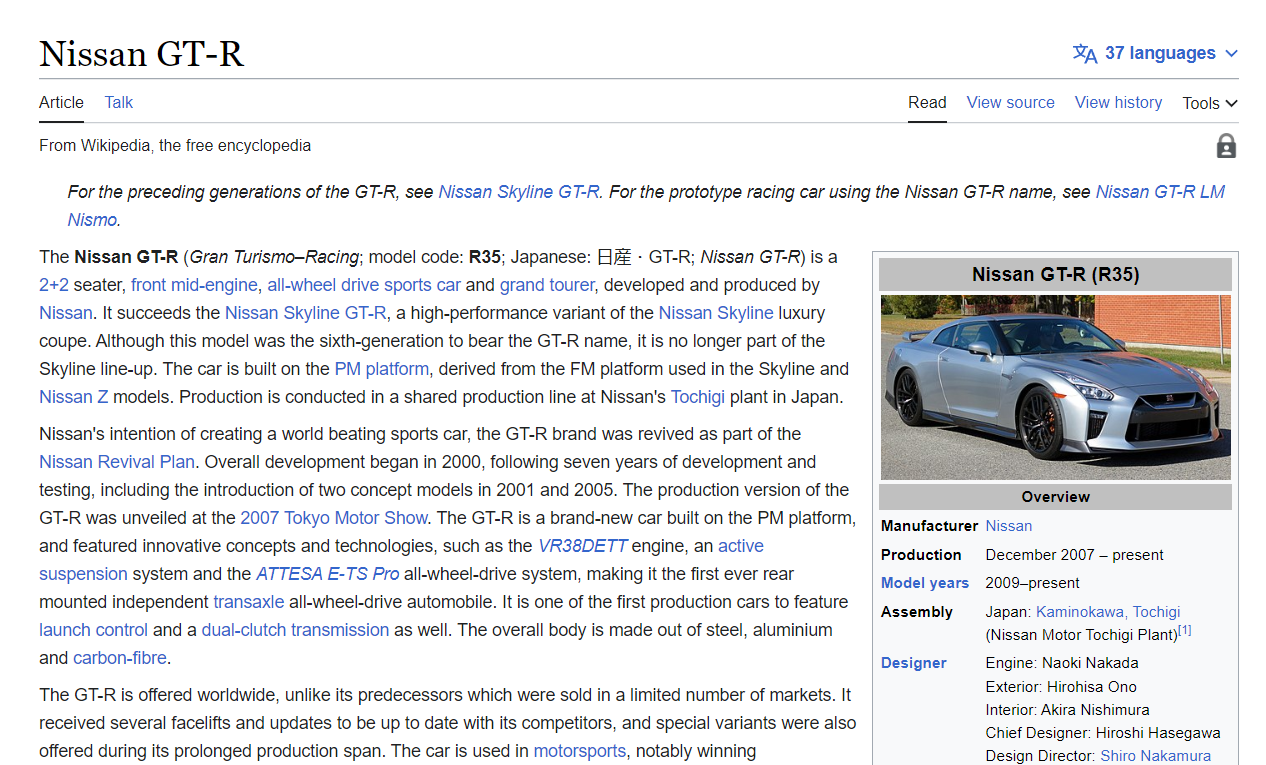 Nissan GT-R
37 languages
Article Talk
Read View source View history Tools
From Wikipedia, the free encyclopedia
For the preceding generations of the GT-R, see Nissan Skyline GT-R. For the prototype racing car using the Nissan GT-R name, see Nissan GT-R LM
Nismo.
The Nissan GT-R (Gran Turismo–Racing; model code: R35; Japanese: 日産・GT-R; Nissan GT-R) is a
2+2 seater, front mid-engine, all-wheel drive sports car and grand tourer, developed and produced by
Nissan. It succeeds the Nissan Skyline GT-R, a high-performance variant of the Nissan Skyline luxury
coupe. Although this model was the sixth-generation to bear the GT-R name, it is no longer part of the
Skyline line-up. The car is built on the PM platform, derived from the FM platform used in the Skyline and
Nissan Z models. Production is conducted in a shared production line at Nissan's Tochigi plant in Japan.
Nissan's intention of creating a world beating sports car, the GT-R brand was revived as part of the
Nissan Revival Plan. Overall development began in 2000, following seven years of development and
testing, including the introduction of two concept models in 2001 and 2005. The production version of the
GT-R was unveiled at the 2007 Tokyo Motor Show. The GT-R is a brand-new car built on the PM platform,
and featured innovative concepts and technologies, such as the VR38DETT engine, an active
suspension system and the ATTESA E-TS Pro all-wheel-drive system, making it the first ever rear
mounted independent transaxle all-wheel-drive automobile. It is one of the first production cars to feature
launch control and a dual-clutch transmission as well. The overall body is made out of steel, aluminium
and carbon-fibre.
The GT-R is offered worldwide, unlike its predecessors which were sold in a limited number of markets. It
received several facelifts and updates to be up to date with its competitors, and special variants were also
offered during its prolonged production span. The car is used in motorsports, notably winning
Nissan GT-R (R35)
Overview
Manufacturer Nissan
Production December 2007 – present
Model years 2009–present
Assembly Japan: Kaminokawa, Tochigi
(Nissan Motor Tochigi Plant)[1]
Designer Engine: Naoki Nakada
Exterior: Hirohisa Ono
Interior: Akira Nishimura
Chief Designer: Hiroshi Hasegawa
Design Director: Shiro Nakamura